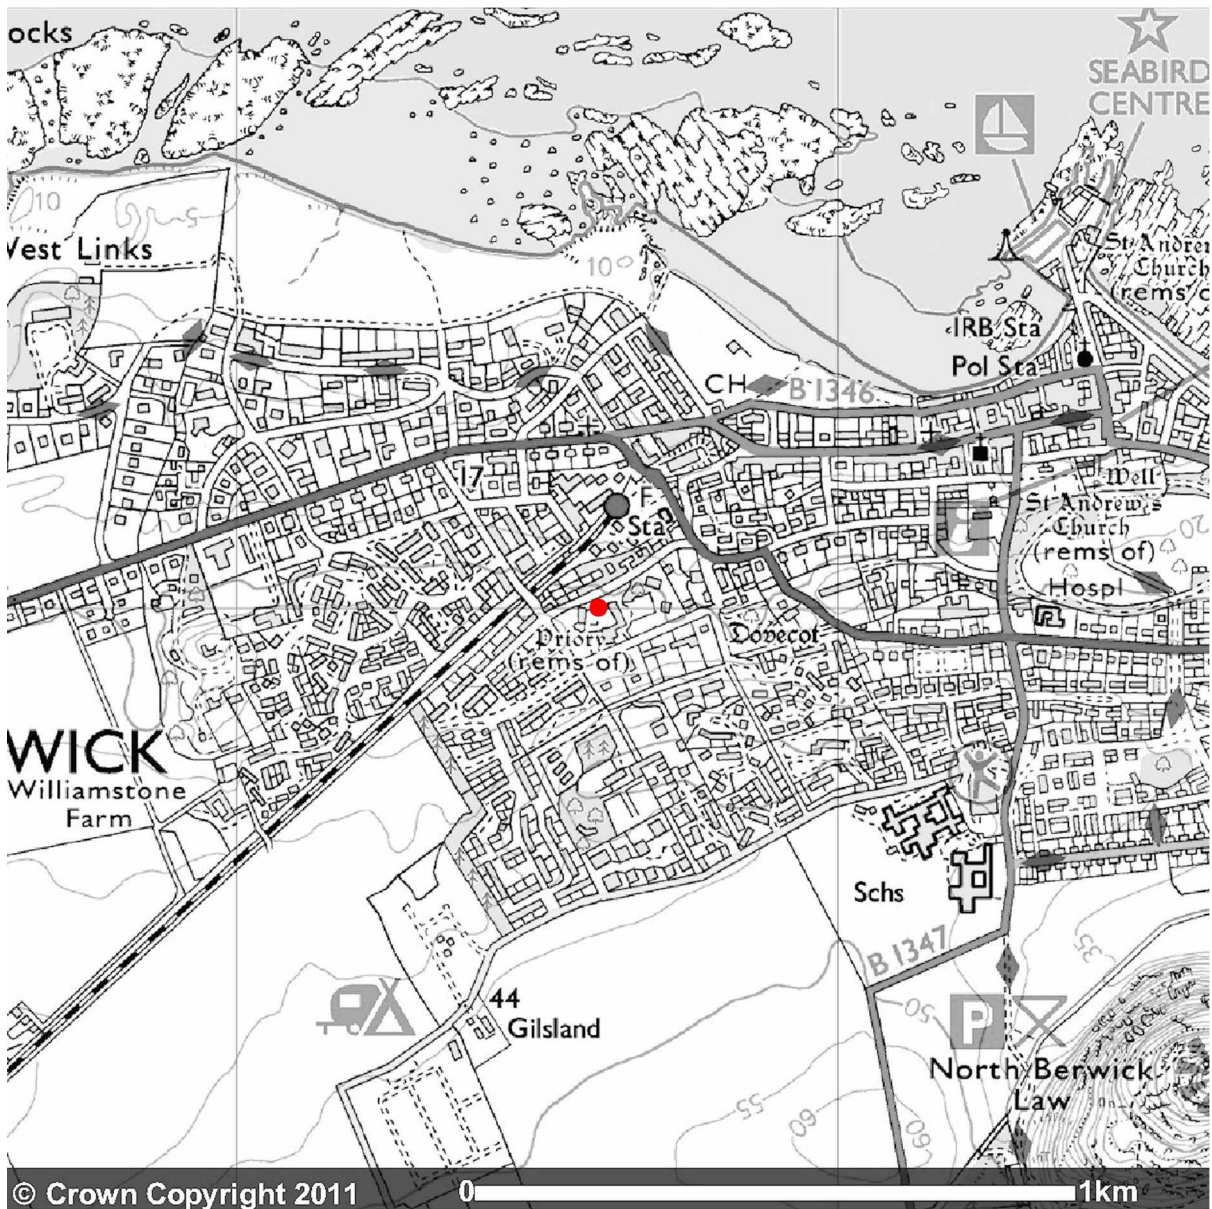 ocks
SEABIRD
CENTRE
10
5
West Links
10
St Andrew
Church
(rems o
IRB Sta
Pol Sta
CH
B 1346
17
F
Sta
Well
St Andrew's
Church
(rems of)
20
Hospl
Priory
(rems of)
Dovecot
WICK
Williamstone
Farm
Schs
B 1347
35
50
44
Gilsland
P
North Berwick
Law
55
60
60
© Crown Copyright 2011
0
1km